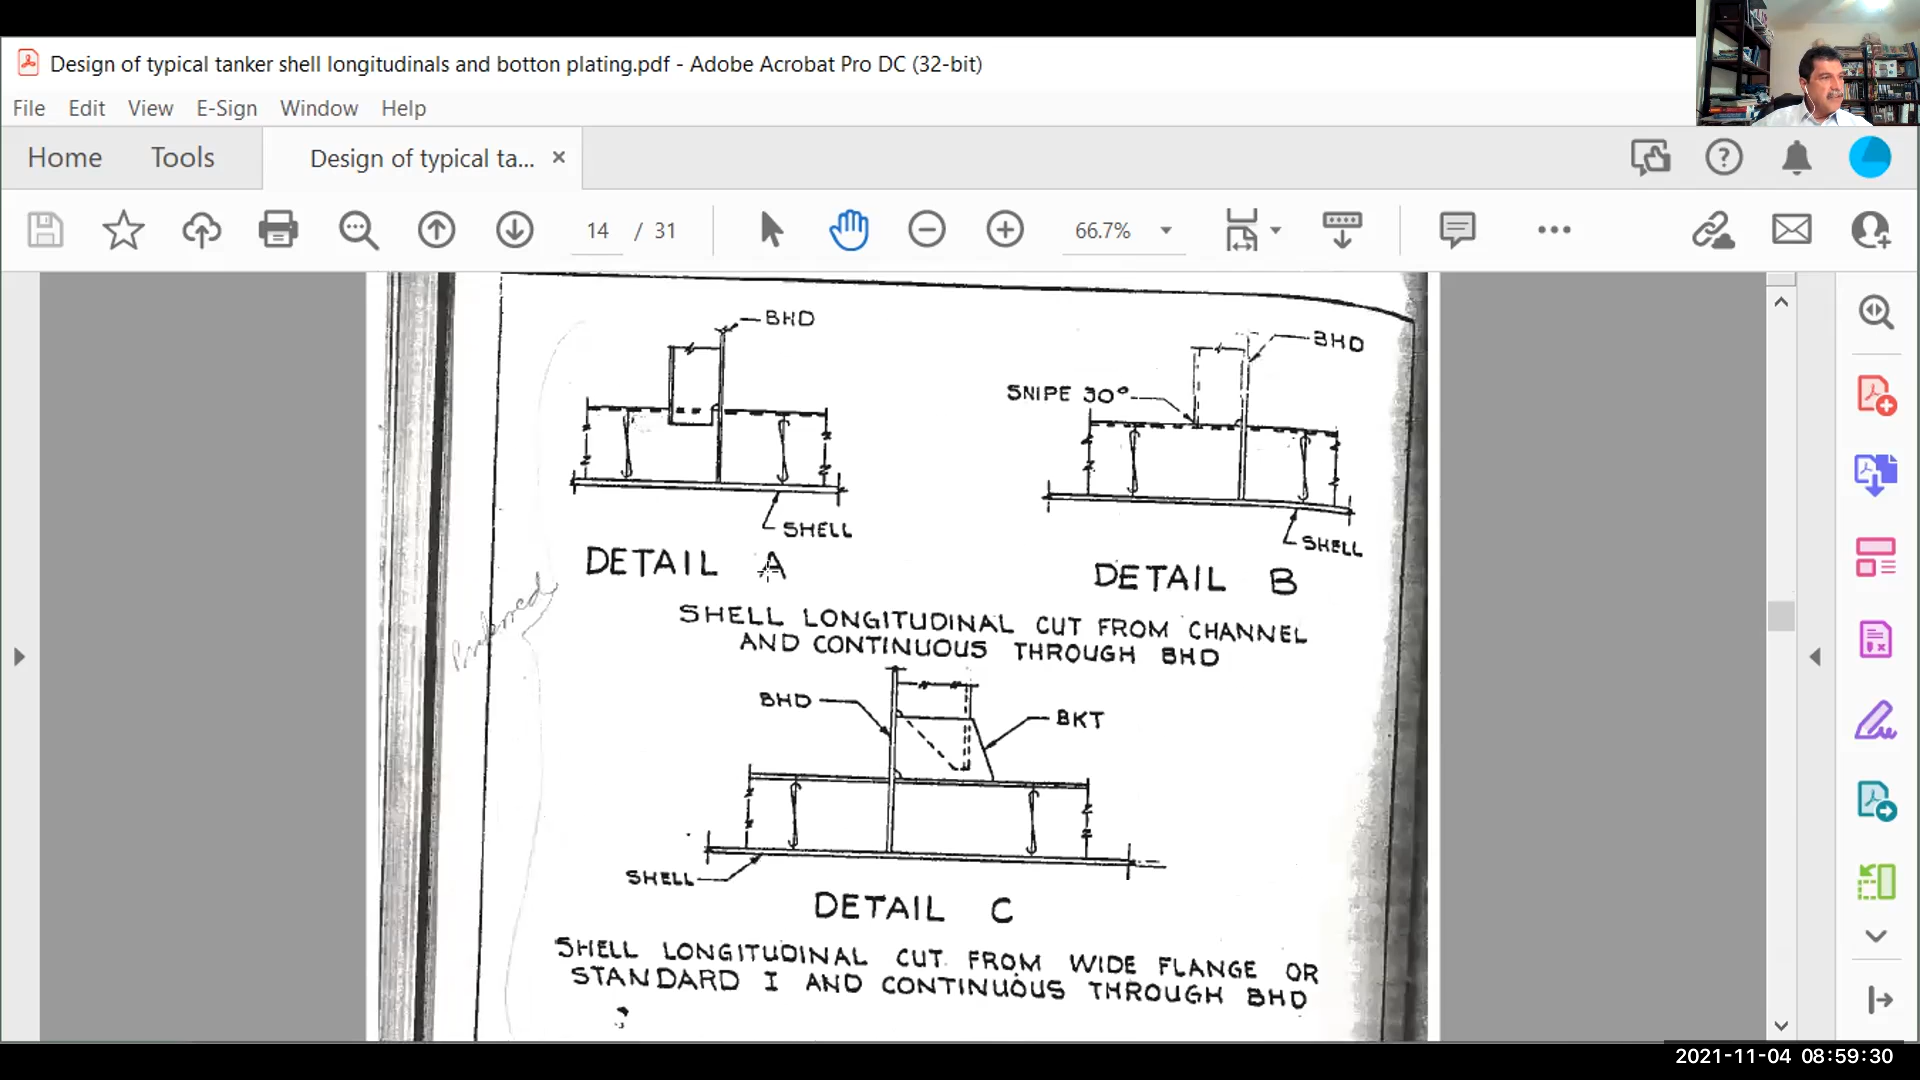 Design of typical tanker shell longitudinals and botton plating.pdf - Adobe Acrobat Pro DC (32-bit)
File Edit View E-Sign Window Help
Home Tools Design of typical ta... ×
14 / 31 66.7%
BHD
BHD
SNIPE 30°
SHELL
SHELL
DETAIL A
DETAIL B
SHELL LONGITUDINAL CUT FROM CHANNEL
AND CONTINUOUS THROUGH BHD
BHD
BKT
SHELL
DETAIL C
SHELL LONGITUDINAL CUT FROM WIDE FLANGE OR
STANDARD I AND CONTINUOUS THROUGH BHD
2021-11-04 08:59:30